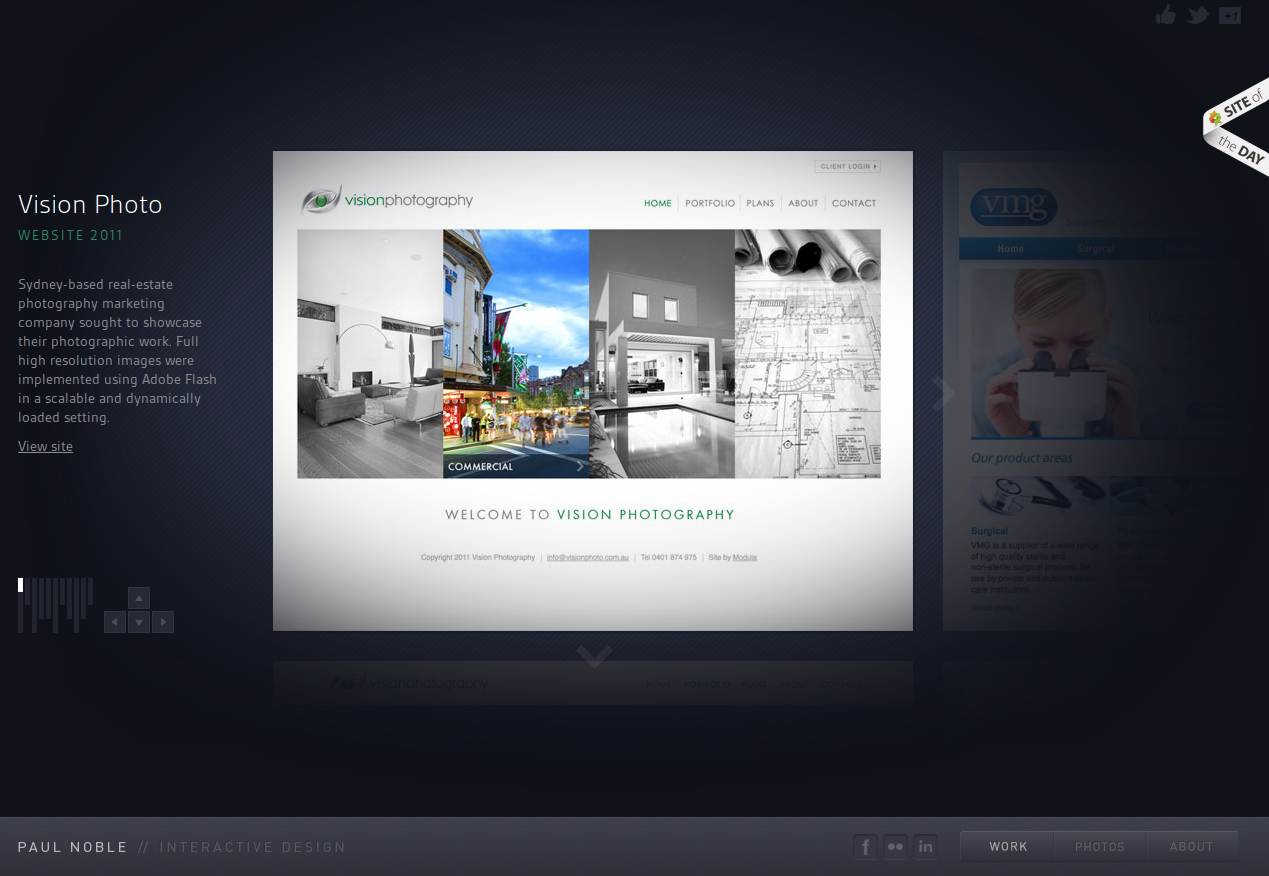 +1
SITE of
the DAY
Vision Photo
WEBSITE 2011
Sydney-based real-estate
photography marketing
company sought to showcase
their photographic work. Full
high resolution images were
implemented using Adobe Flash
in a scalable and dynamically
loaded setting.
View site
CLIENT LOGIN
visionphotography
HOME PORTFOLIO PLANS ABOUT CONTACT
COMMERCIAL
WELCOME TO VISION PHOTOGRAPHY
Copyright 2011 Vision Photography | info@visionphoto.com.au | Tel 0401 874 975 | Site by Modula
vmg
Home Surgical
Our product areas
Surgical
VMG is a supplier of a wide range
of high quality sterile and
non-sterile surgical products for
use by private and public medical
care institutions.
Read more
visionphotography
HOME PORTFOLIO PLANS ABOUT CONTACT
PAUL NOBLE // INTERACTIVE DESIGN
f
in
WORK PHOTOS ABOUT